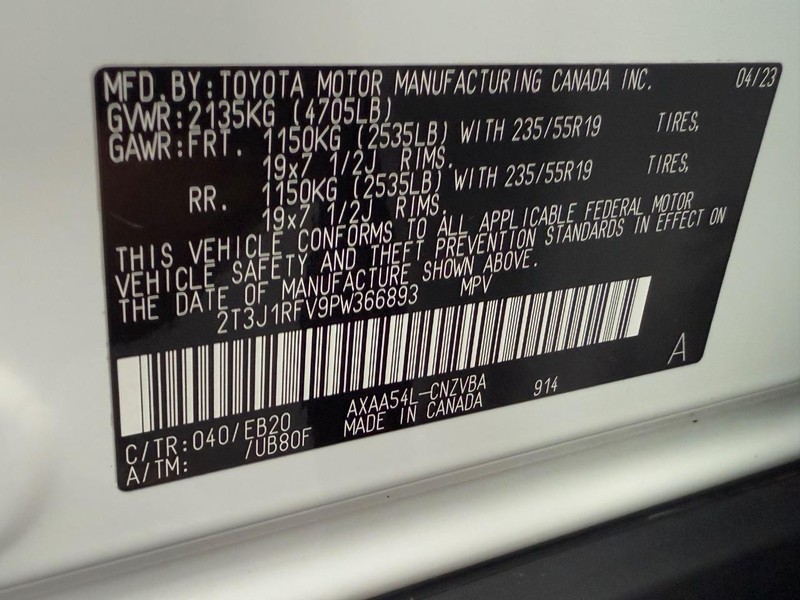 MFD.BY:TOYOTA MOTOR MANUFACTURING CANADA INC. 04/23
GVWR:2135KG (4705LB)
GAWR:FRT. 1150KG (2535LB) WITH 235/55R19 TIRES,
19x7 1/2J RIMS.
RR. 1150KG (2535LB) WITH 235/55R19 TIRES,
19x7 1/2J RIMS.
THIS VEHICLE CONFORMS TO ALL APPLICABLE FEDERAL MOTOR
VEHICLE SAFETY AND THEFT PREVENTION STANDARDS IN EFFECT ON
THE DATE OF MANUFACTURE SHOWN ABOVE.
2T3J1RFV9PW366893 MPV
A
AXAA54L-CNZVBA 914
C/TR:040/EB20 MADE IN CANADA
A/TM: /UB80F